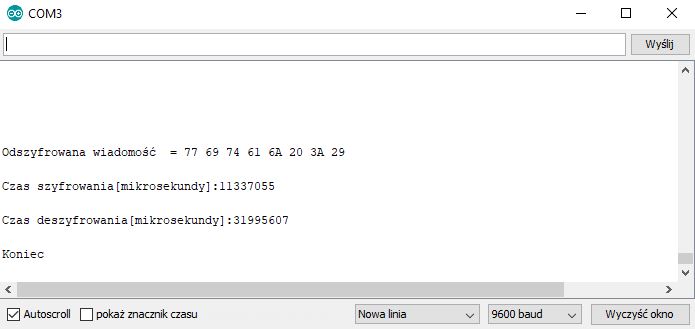 COM3
Wyślij
Odszyfrowana wiadomość = 77 69 74 61 6A 20 3A 29
Czas szyfrowania[mikrosekundy]:11337055
Czas deszyfrowania[mikrosekundy]:31995607
Koniec
Autoscroll pokaż znacznik czasu Nowa linia 9600 baud Wyczyść okno